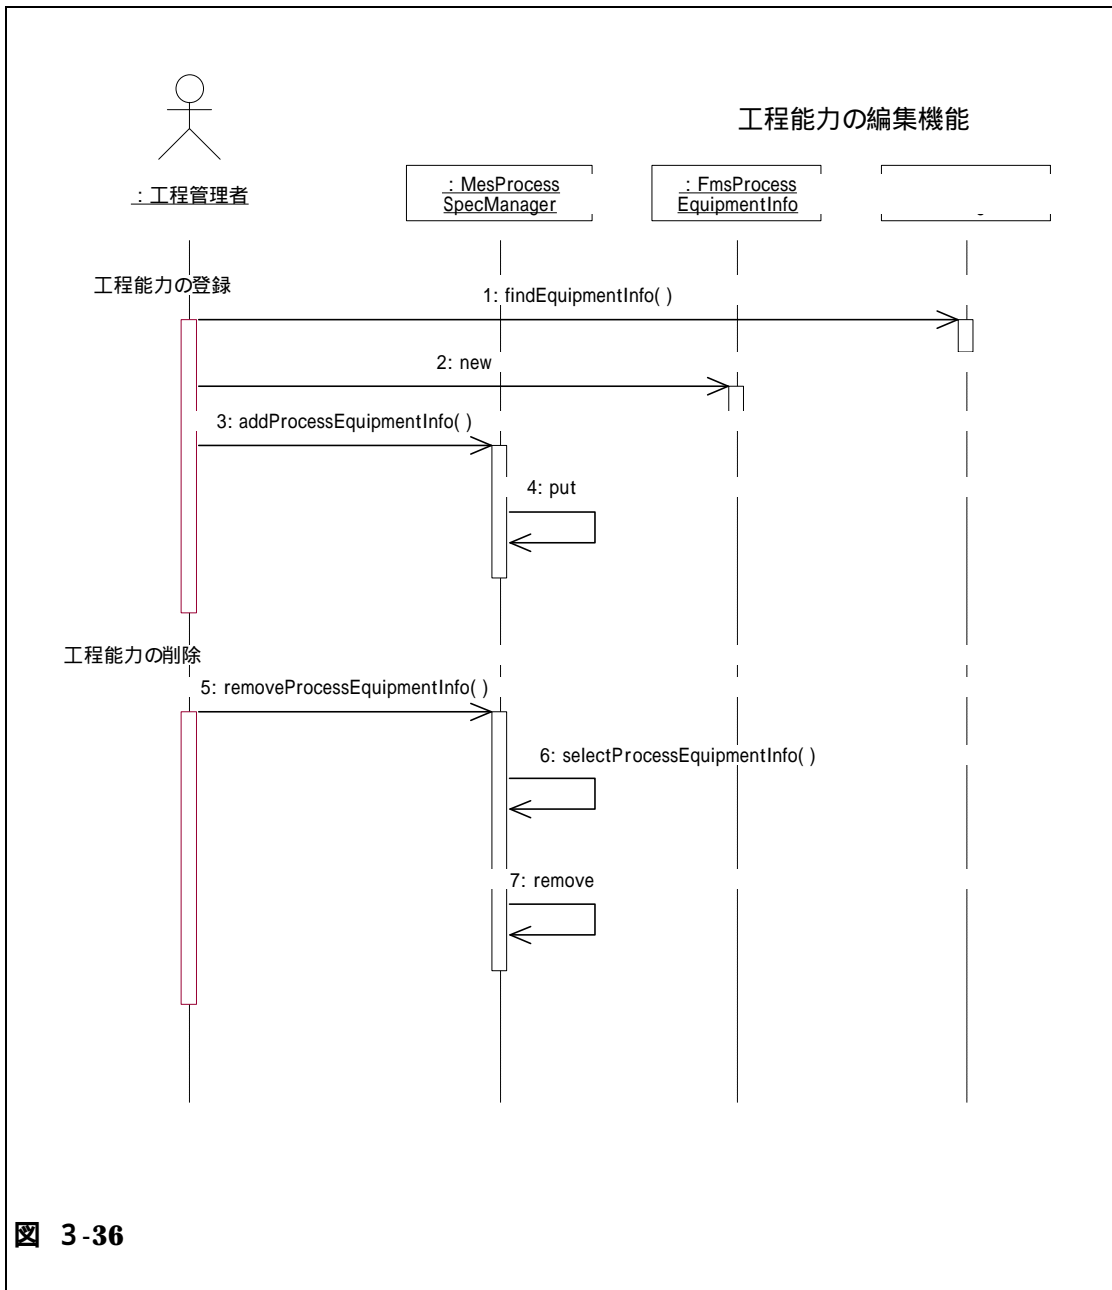 工程能力の編集機能
: 工程管理者
: MesProcess
SpecManager
: FmsProcess
EquipmentInfo
工程能力の登録
1: findEquipmentInfo( )
2: new
3: addProcessEquipmentInfo( )
4: put
工程能力の削除
5: removeProcessEquipmentInfo( )
6: selectProcessEquipmentInfo( )
7: remove
図 3-36